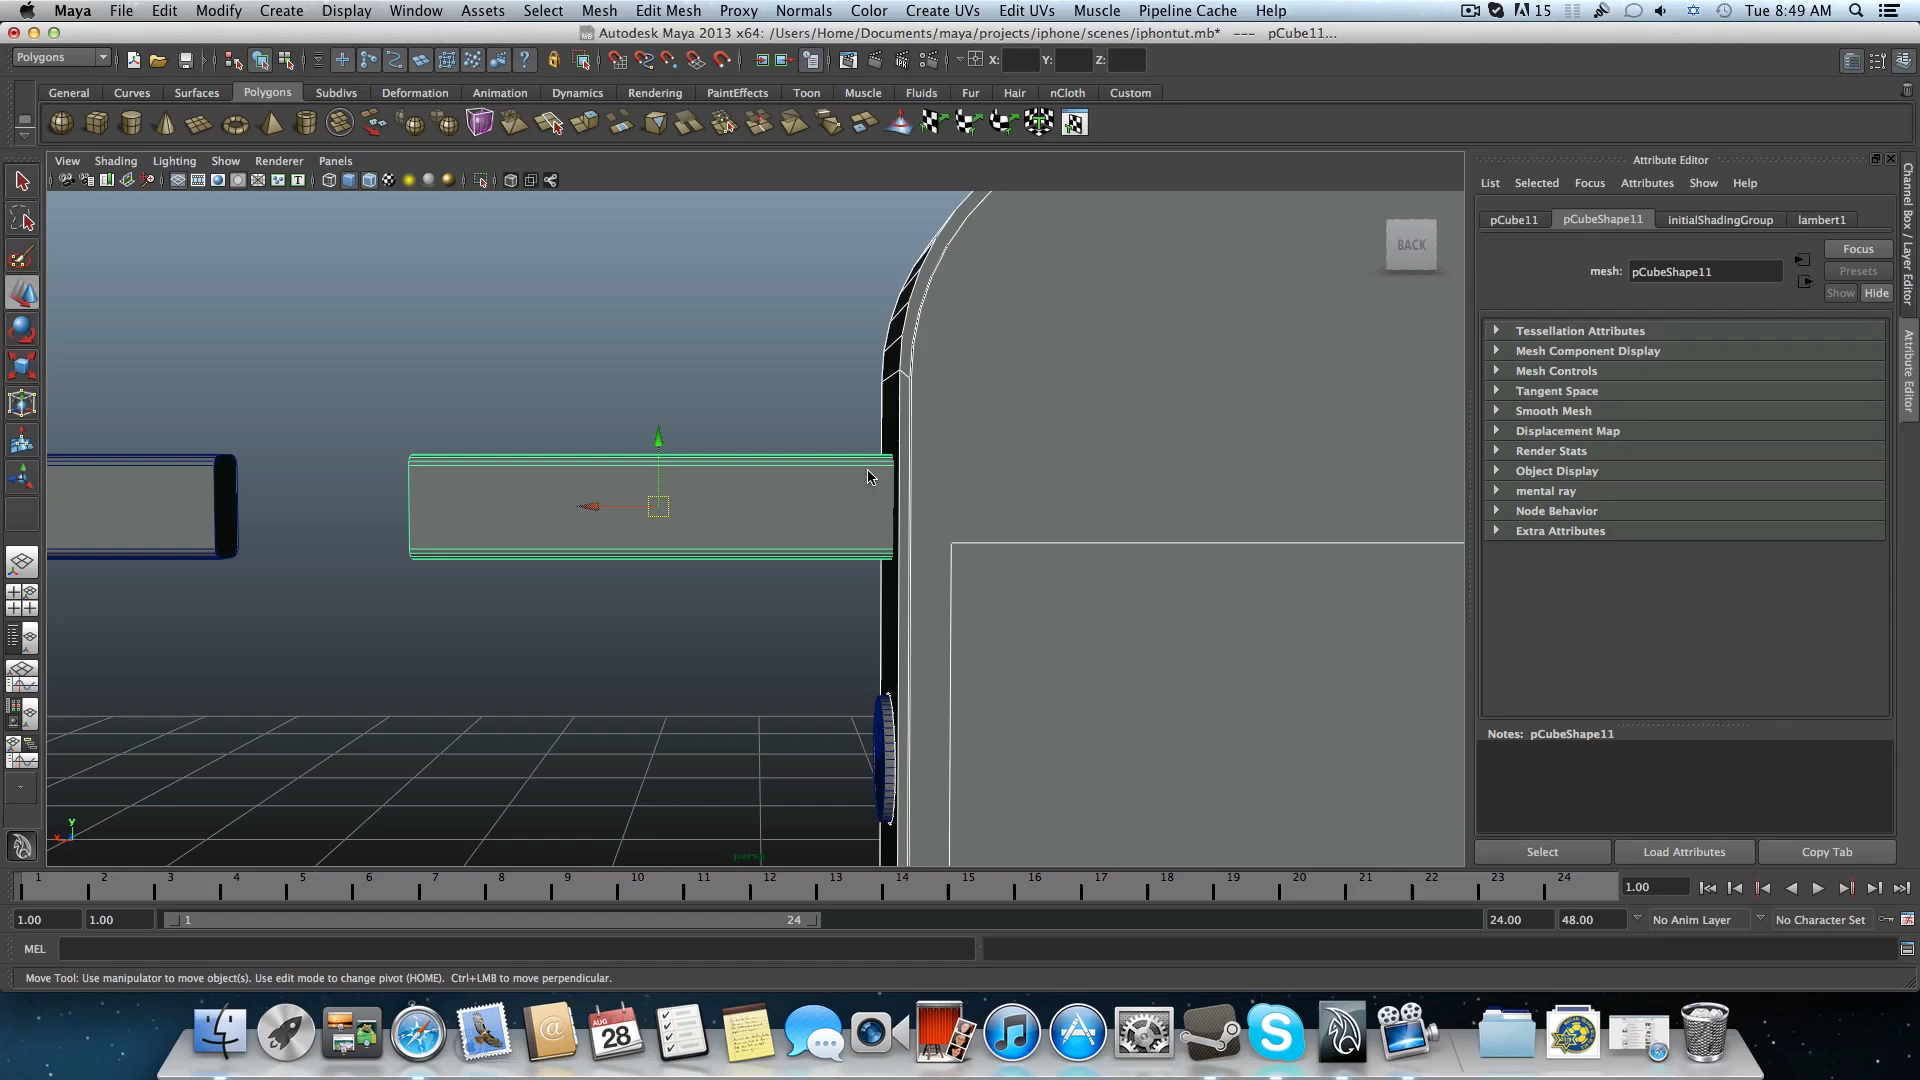 Maya File Edit Modify Create Display Window Assets Select Mesh Edit Mesh Proxy Normals Color Create UVs Edit UVs Muscle Pipeline Cache Help 15 Tue 8:49 AM
Autodesk Maya 2013 x64: /Users/Home/Documents/maya/projects/iphone/scenes/iphontut.mb* --- pCube11...
Polygons X: Y: Z:
General Curves Surfaces Polygons Subdivs Deformation Animation Dynamics Rendering PaintEffects Toon Muscle Fluids Fur Hair nCloth Custom
View Shading Lighting Show Renderer Panels
Attribute Editor
List Selected Focus Attributes Show Help
pCube11 pCubeShape11 initialShadingGroup lambert1
Focus
mesh: pCubeShape11 Presets
Show Hide
Tessellation Attributes
Mesh Component Display
Mesh Controls
Tangent Space
Smooth Mesh
Displacement Map
Render Stats
Object Display
mental ray
Node Behavior
Extra Attributes
Notes: pCubeShape11
Select Load Attributes Copy Tab
Channel Box / Layer Editor
Attribute Editor
BACK
y
x
persp
1 2 3 4 5 6 7 8 9 10 11 12 13 14 15 16 17 18 19 20 21 22 23 24 1.00
1.00 1.00 1 24 24.00 48.00 No Anim Layer No Character Set
MEL
Move Tool: Use manipulator to move object(s). Use edit mode to change pivot (HOME). Ctrl+LMB to move perpendicular.
AUG
28